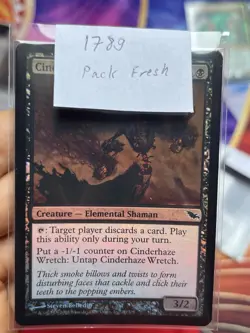 1789
Pack Fresh
Cind
Creature — Elemental Shaman
: Target player discards a card. Play
this ability only during your turn.
Put a -1/-1 counter on Cinderhaze
Wretch: Untap Cinderhaze Wretch.
Thick smoke billows and twists to form
disturbing faces that cackle and click their
teeth to the popping embers.
3/2